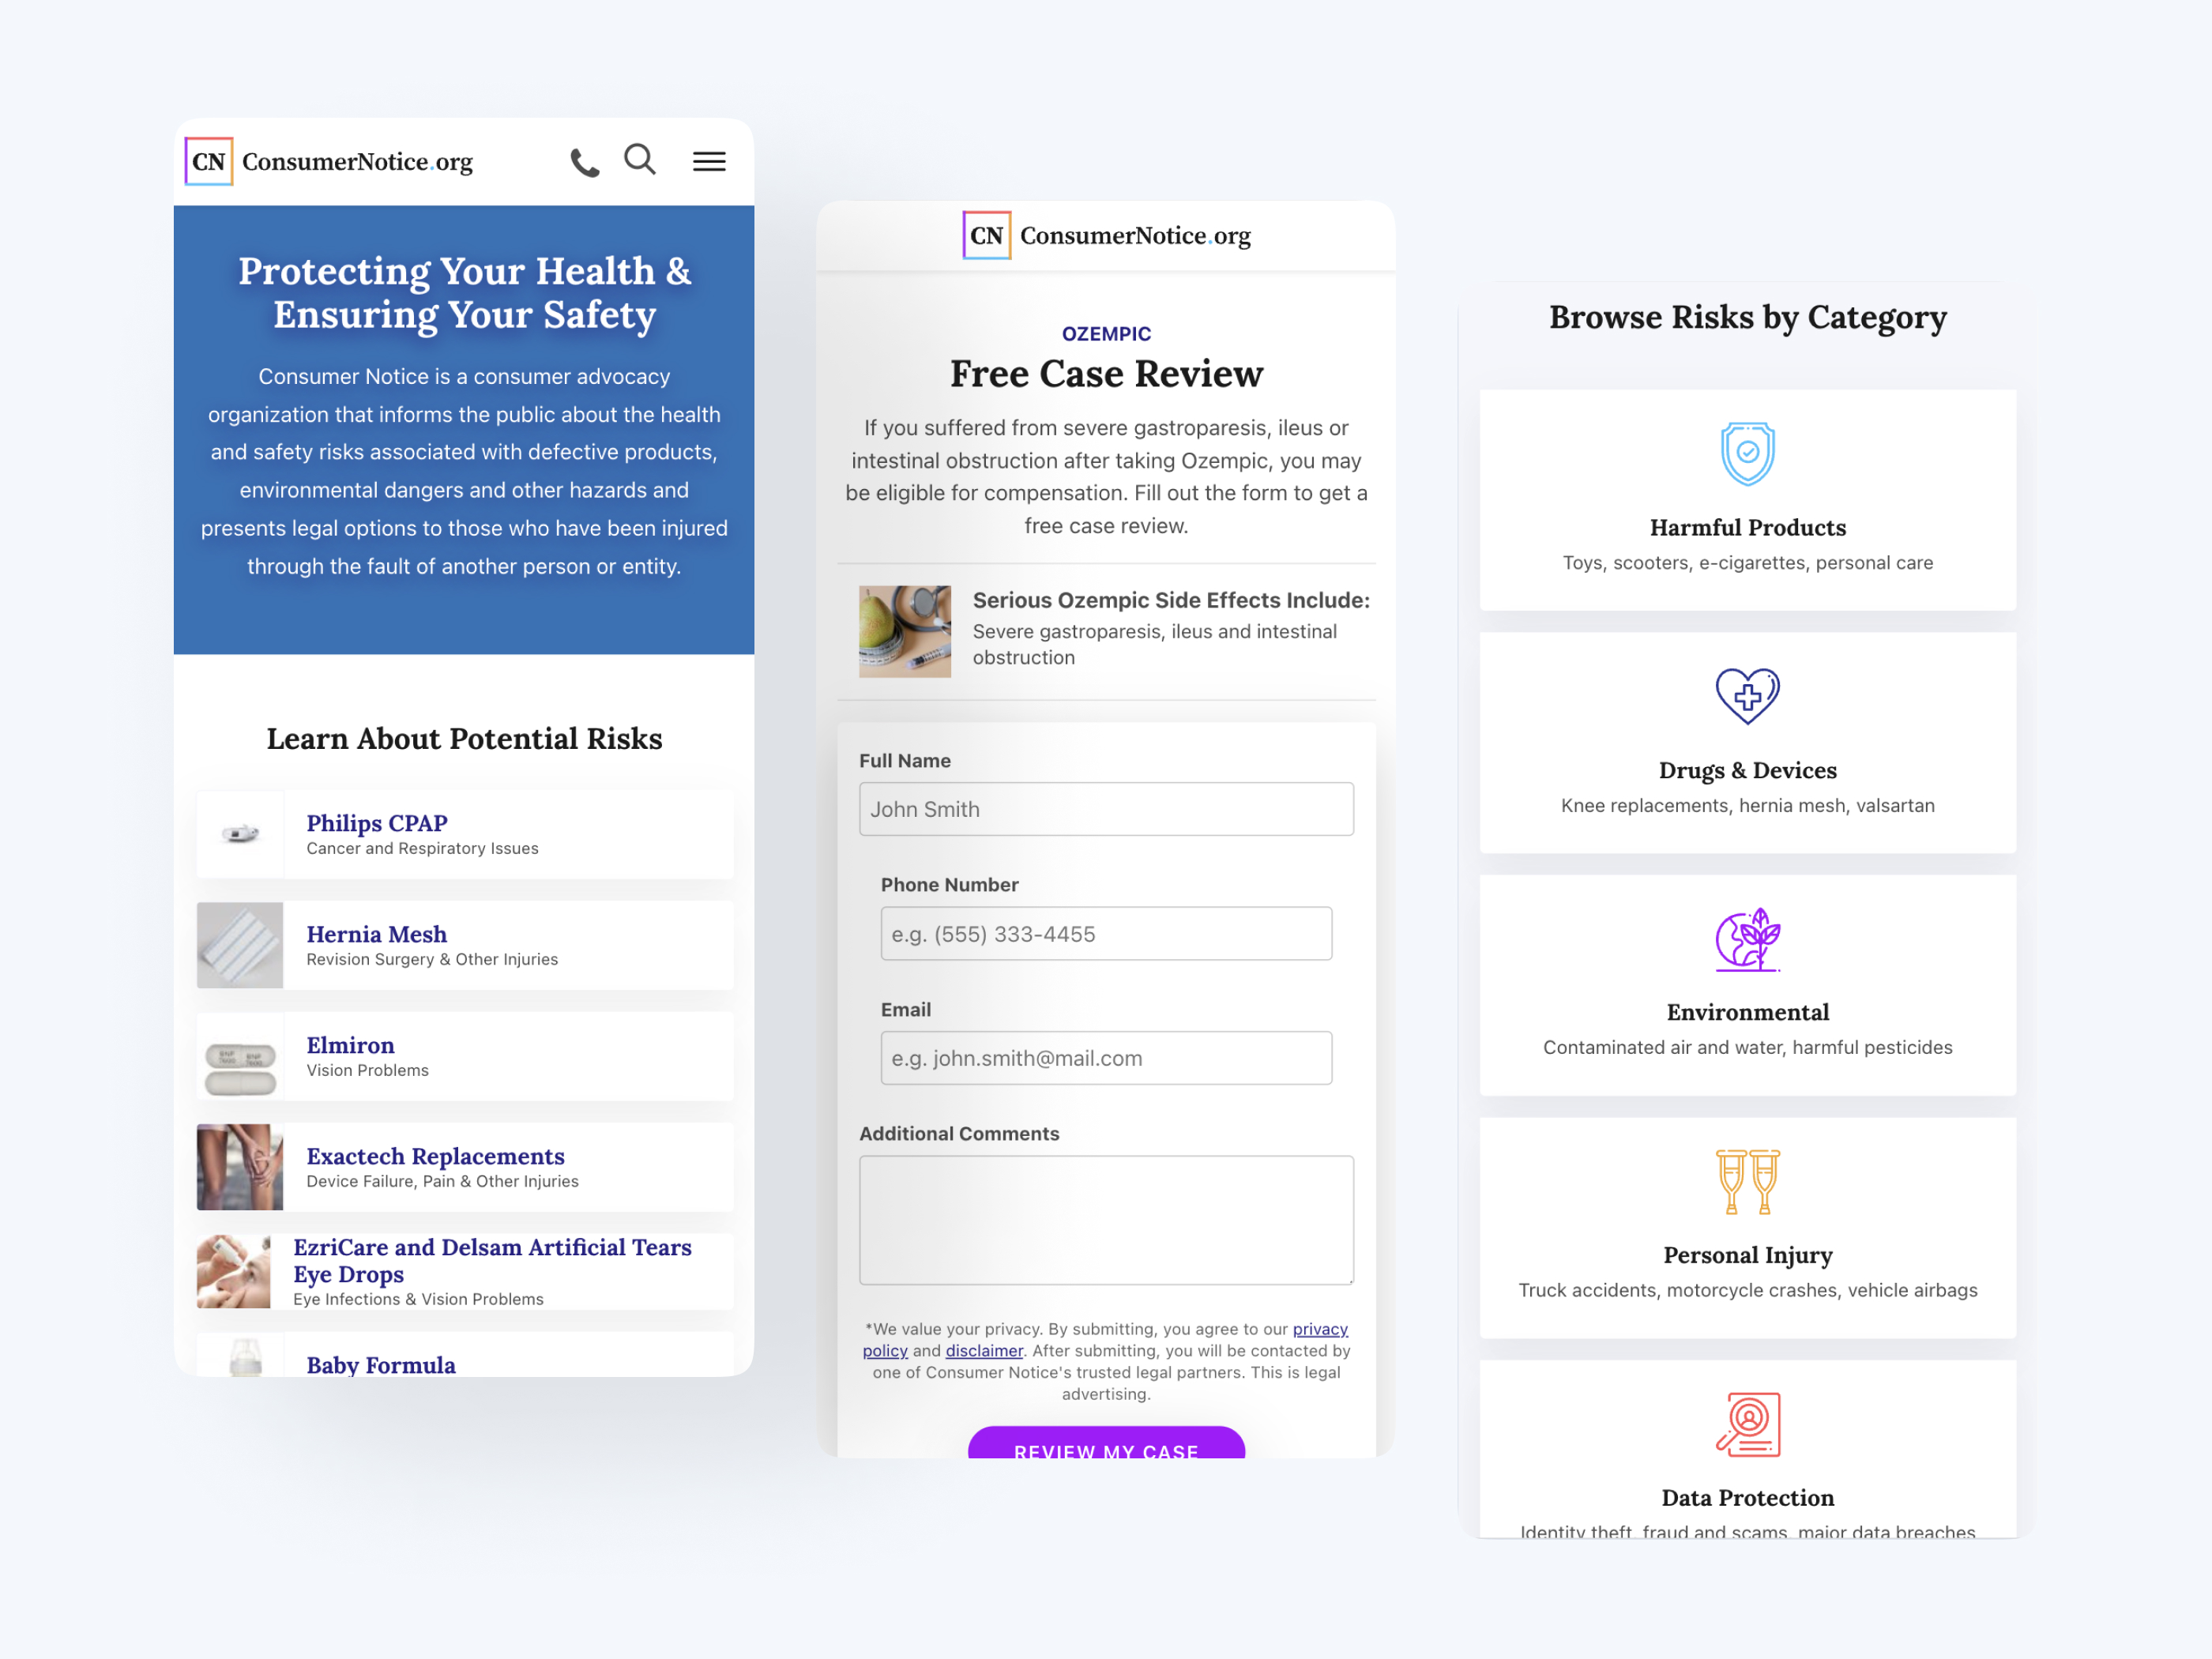 CN ConsumerNotice.org
Protecting Your Health &
Ensuring Your Safety
Consumer Notice is a consumer advocacy
organization that informs the public about the health
and safety risks associated with defective products,
environmental dangers and other hazards and
presents legal options to those who have been injured
through the fault of another person or entity.
Learn About Potential Risks
Philips CPAP
Cancer and Respiratory Issues
Hernia Mesh
Revision Surgery & Other Injuries
Elmiron
Vision Problems
Exactech Replacements
Device Failure, Pain & Other Injuries
EzriCare and Delsam Artificial Tears
Eye Drops
Eye Infections & Vision Problems
Baby Formula
CN ConsumerNotice.org
OZEMPIC
Free Case Review
If you suffered from severe gastroparesis, ileus or
intestinal obstruction after taking Ozempic, you may
be eligible for compensation. Fill out the form to get a
free case review.
Serious Ozempic Side Effects Include:
Severe gastroparesis, ileus and intestinal
obstruction
Full Name
John Smith
Phone Number
e.g. (555) 333-4455
Email
e.g. john.smith@mail.com
Additional Comments
*We value your privacy. By submitting, you agree to our privacy
policy and disclaimer. After submitting, you will be contacted by
one of Consumer Notice's trusted legal partners. This is legal
advertising.
REVIEW MY CASE
Browse Risks by Category
Harmful Products
Toys, scooters, e-cigarettes, personal care
Drugs & Devices
Knee replacements, hernia mesh, valsartan
Environmental
Contaminated air and water, harmful pesticides
Personal Injury
Truck accidents, motorcycle crashes, vehicle airbags
Data Protection
Identity theft, fraud and scams, major data breaches